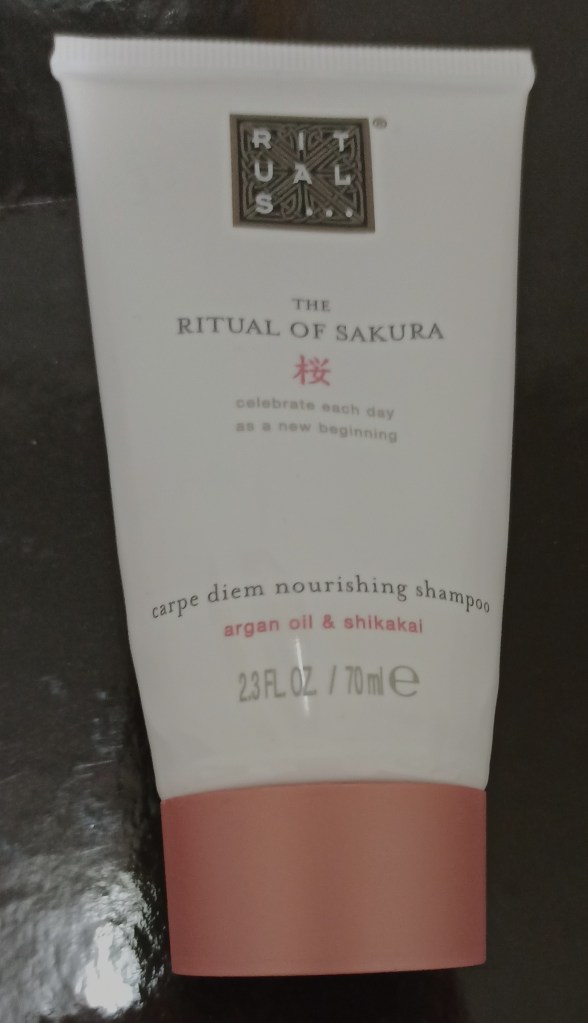 RIT
UAL
S...
®
THE
RITUAL OF SAKURA
桜
celebrate each day
as a new beginning
carpe diem nourishing shampoo
argan oil & shikakai
2.3 FL. OZ. / 70 ml ℮